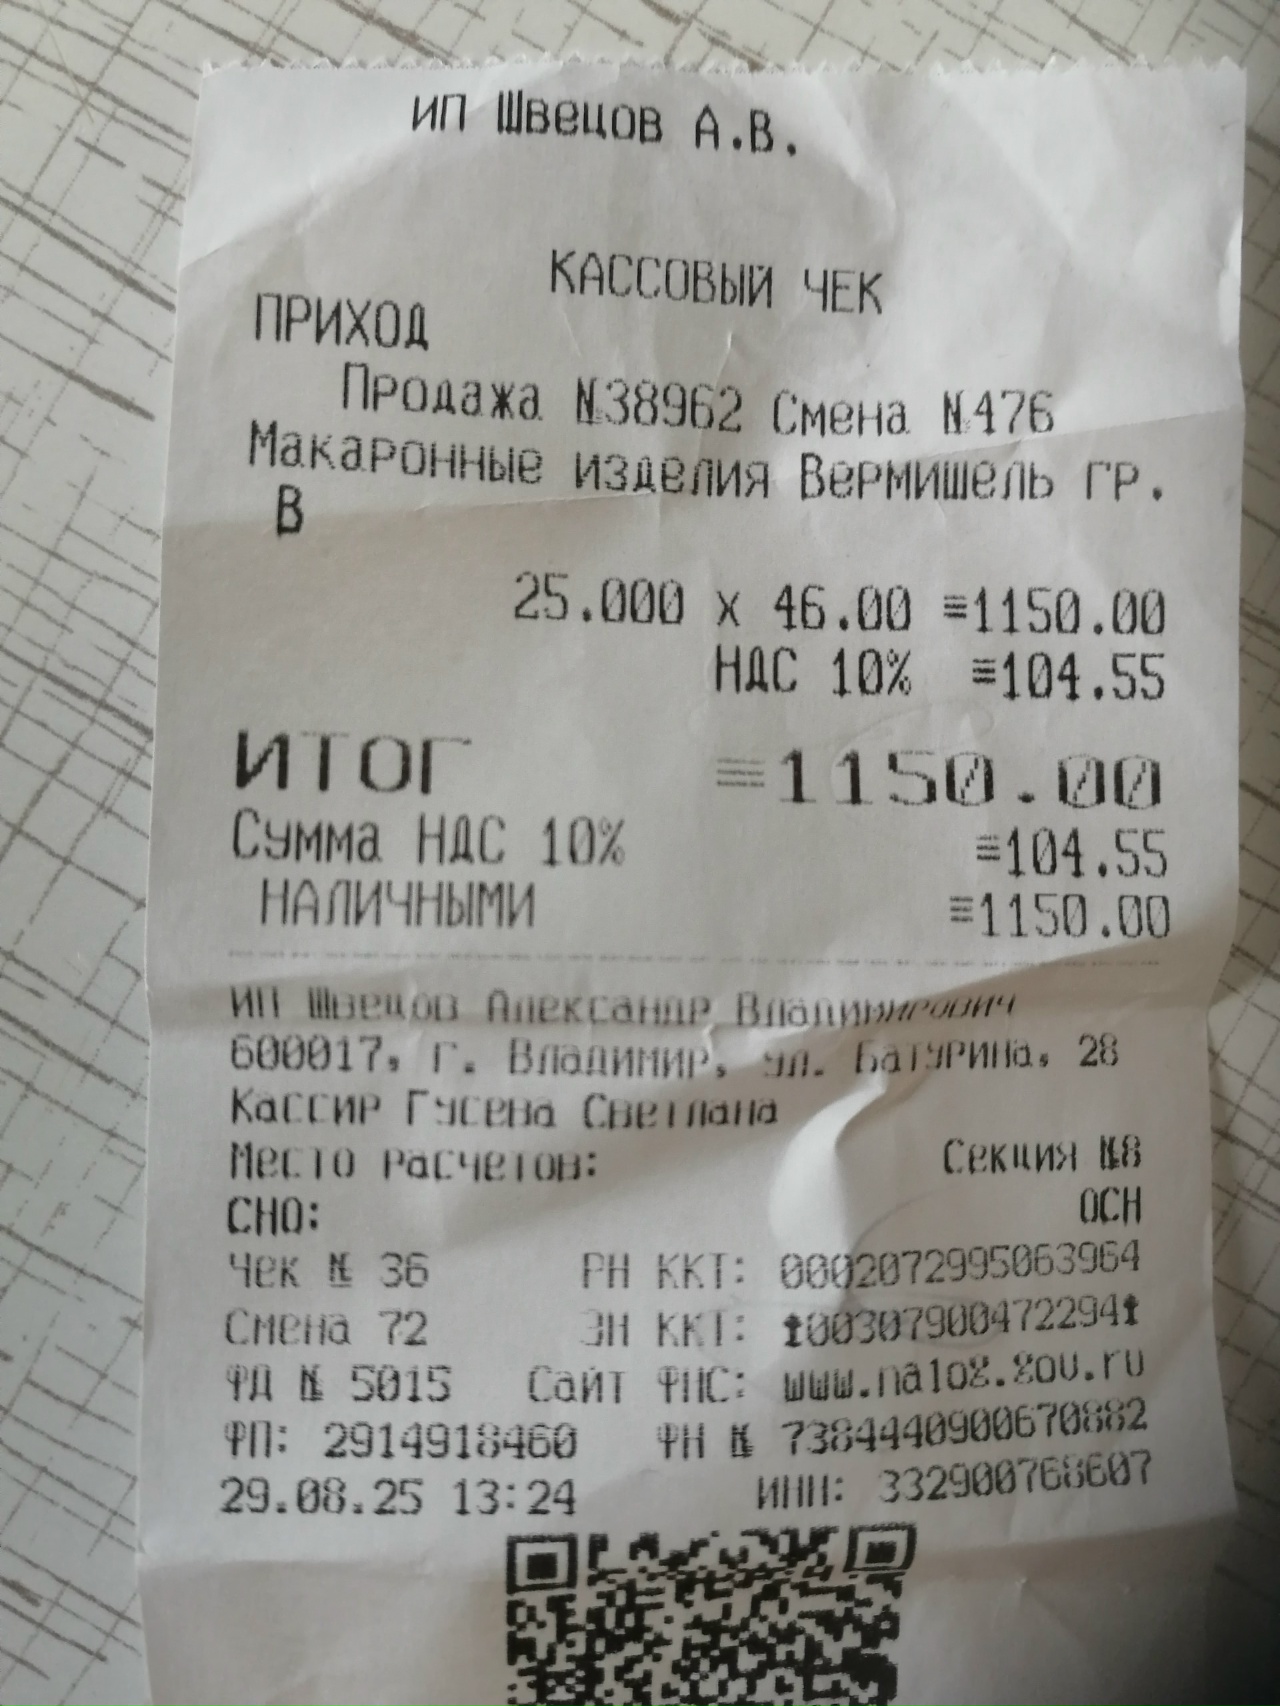 ИП Швецов А.В.
КАССОВЫЙ ЧЕК
ПРИХОД
Продажа №38962 Смена №476
Макаронные изделия Вермишель гр.
В
25.000 x 46.00 ≡1150.00
НДС 10% ≡104.55
ИТОГ ≡1150.00
Сумма НДС 10% ≡104.55
НАЛИЧНЫМИ ≡1150.00
ИП Швецов Александр Владимирович
600017, г. Владимир, ул. Батурина, 28
Кассир Гусева Светлана
Место расчетов: Секция №8
СНО: ОСН
Чек № 36 РН ККТ: 0002072995063964
Смена 72 ЗН ККТ: ↑00307900472294↑
ФД № 5015 Сайт ФНС: www.nalog.gov.ru
ФП: 2914918460 ФН № 7384440900670882
29.08.25 13:24 ИНН: 332900768607